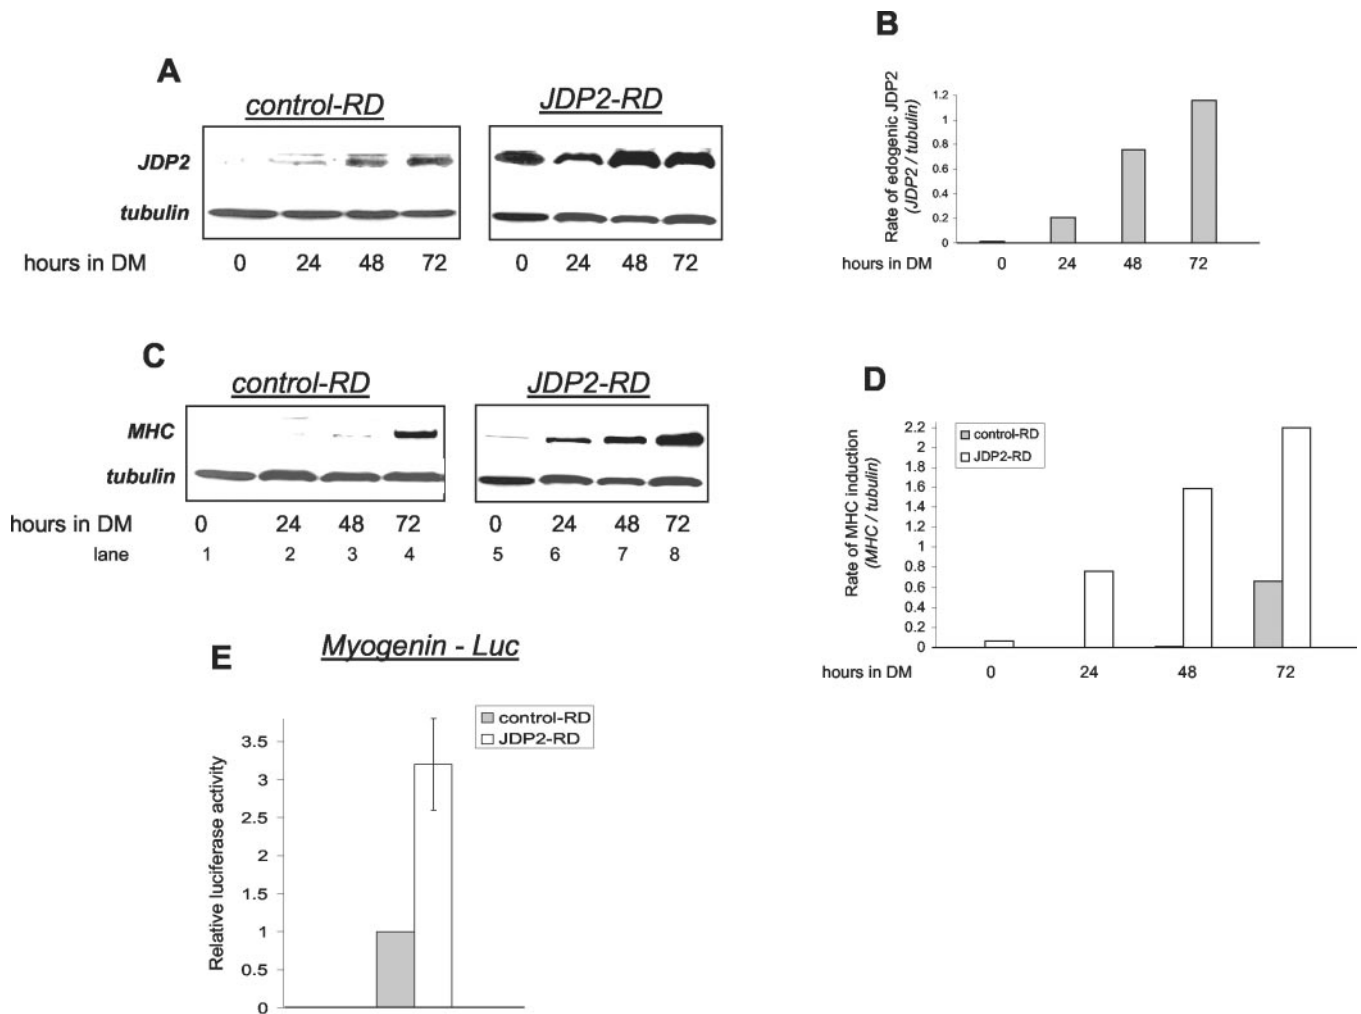 A
control-RD
JDP2-RD
JDP2
tubulin
hours in DM 0 24 48 72 0 24 48 72
B
Rate of edogenic JDP2
(JDP2 / tubulin)
1.2
1
0.8
0.6
0.4
0.2
0
hours in DM 0 24 48 72
C
control-RD
JDP2-RD
MHC
tubulin
hours in DM 0 24 48 72 0 24 48 72
lane 1 2 3 4 5 6 7 8
D
Rate of MHC induction
(MHC / tubulin)
control-RD
JDP2-RD
2.2
2
1.8
1.6
1.4
1.2
1
0.8
0.6
0.4
0.2
0
hours in DM 0 24 48 72
E
Myogenin - Luc
control-RD
JDP2-RD
Relative luciferase activity
3.5
3
2.5
2
1.5
1
0.5
0